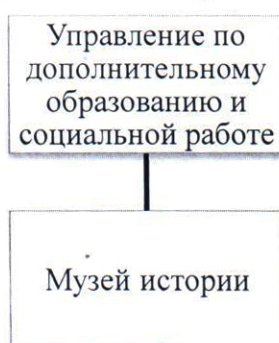 Управление по
дополнительному
образованию и
социальной работе
Музей истории